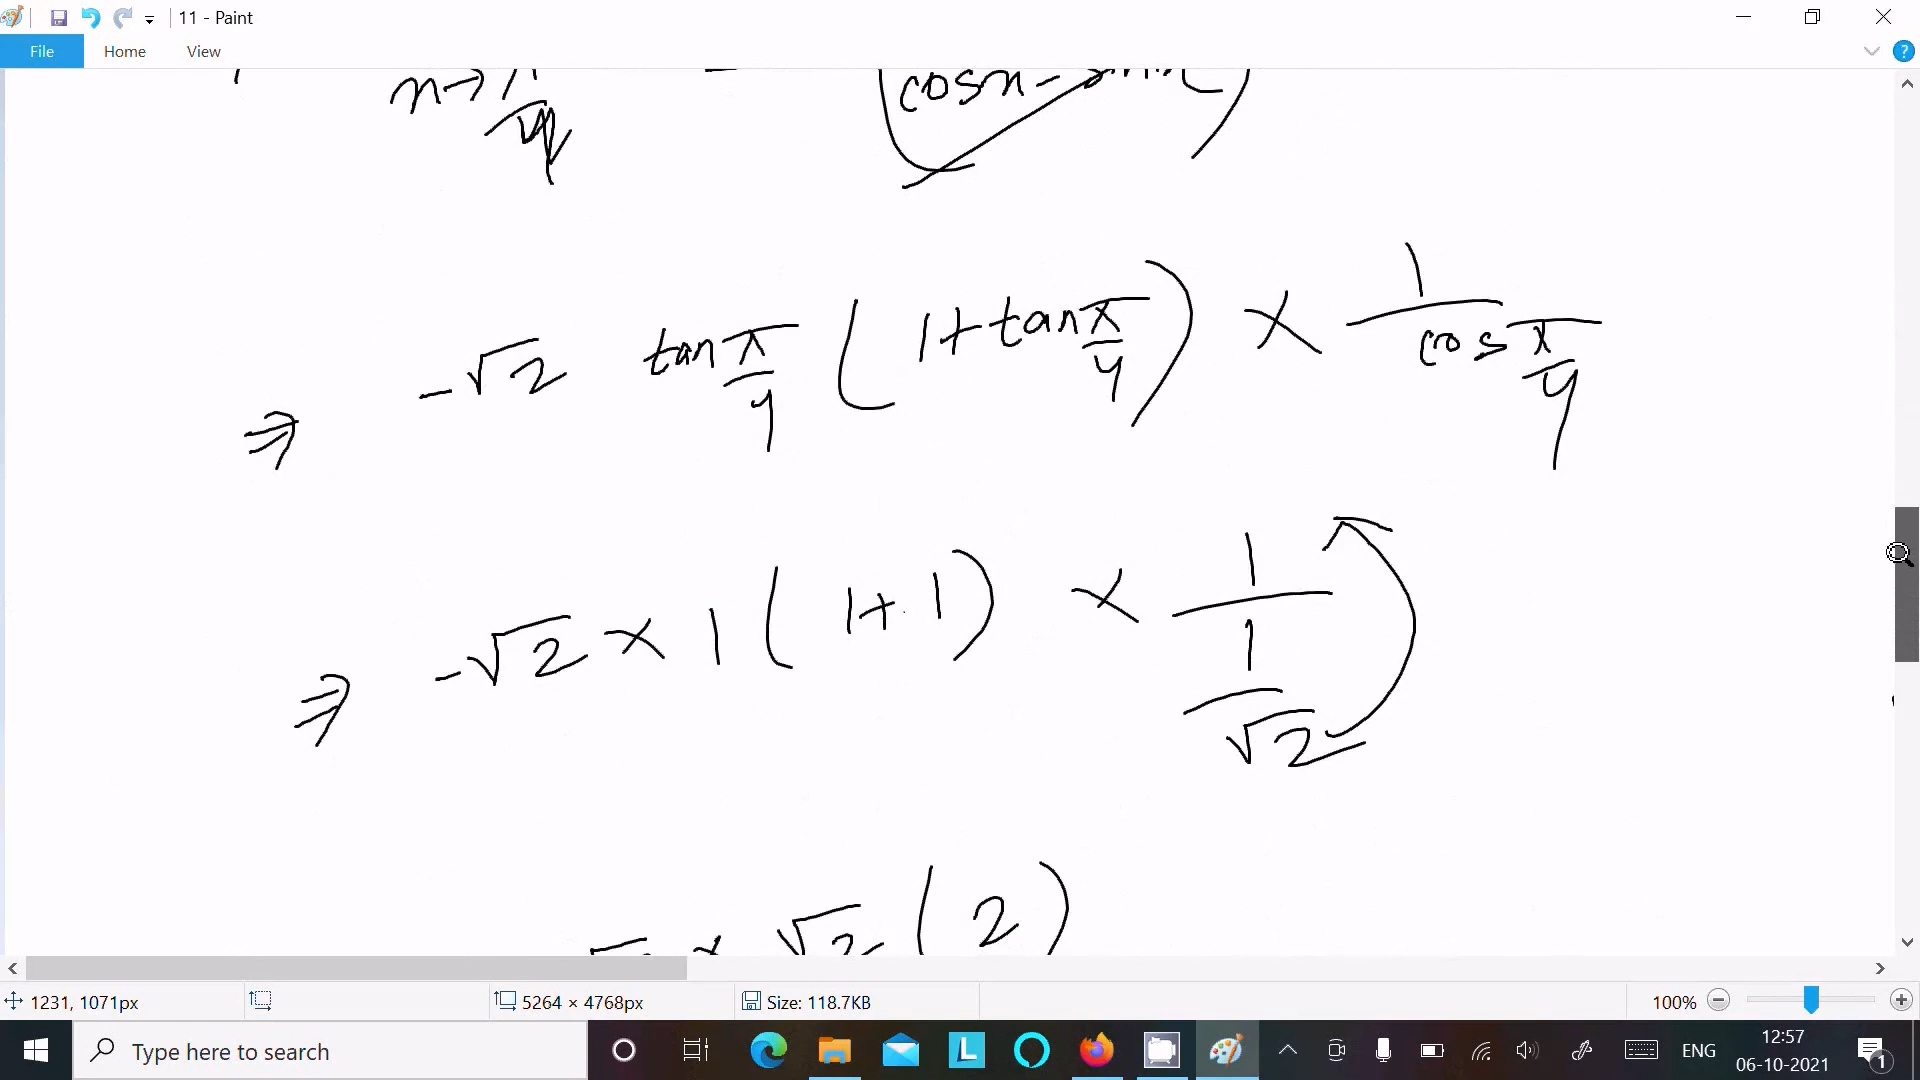 11 - Paint
File Home View
cosx - sinx
⇒ -√2 tan π/4 (1 + tan π/4) × 1/cos π/4
⇒ -√2 × 1 (1 + 1) × 1/(1/√2)
× √2 (2)
1231, 1071px 5264 × 4768px Size: 118.7KB 100%
Type here to search L ENG 12:57
06-10-2021 1